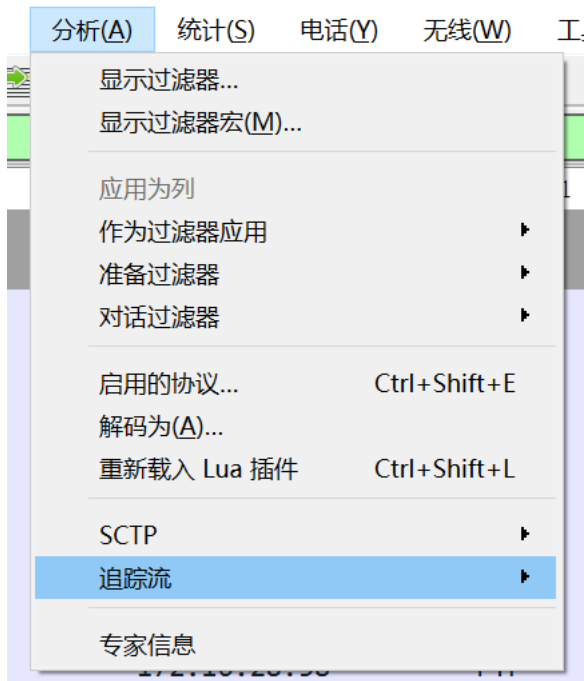 分析(A) 统计(S) 电话(Y) 无线(W)
显示过滤器...
显示过滤器宏(M)...
应用为列
作为过滤器应用
准备过滤器
对话过滤器
启用的协议... Ctrl+Shift+E
解码为(A)...
重新载入 Lua 插件 Ctrl+Shift+L
SCTP
追踪流
专家信息